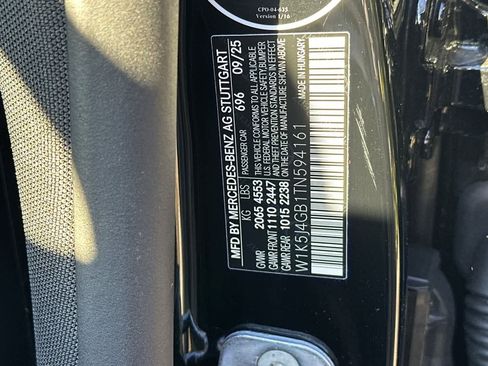 CPO-04-635
Version 1/16
MFD BY MERCEDES-BENZ AG STUTTGART
PASSENGER CAR 696 09/25
KG LBS
GWR 2065 4553
GAWR FRONT 1110 2447
GAWR REAR 1015 2238
THIS VEHICLE CONFORMS TO ALL APPLICABLE
U.S. FEDERAL MOTOR VEHICLE SAFETY/BUMPER
AND THEFT PREVENTION STANDARDS IN EFFECT
ON THE DATE OF MANUFACTURE SHOWN ABOVE
MADE IN HUNGARY
W1K5J4GB1TN594161